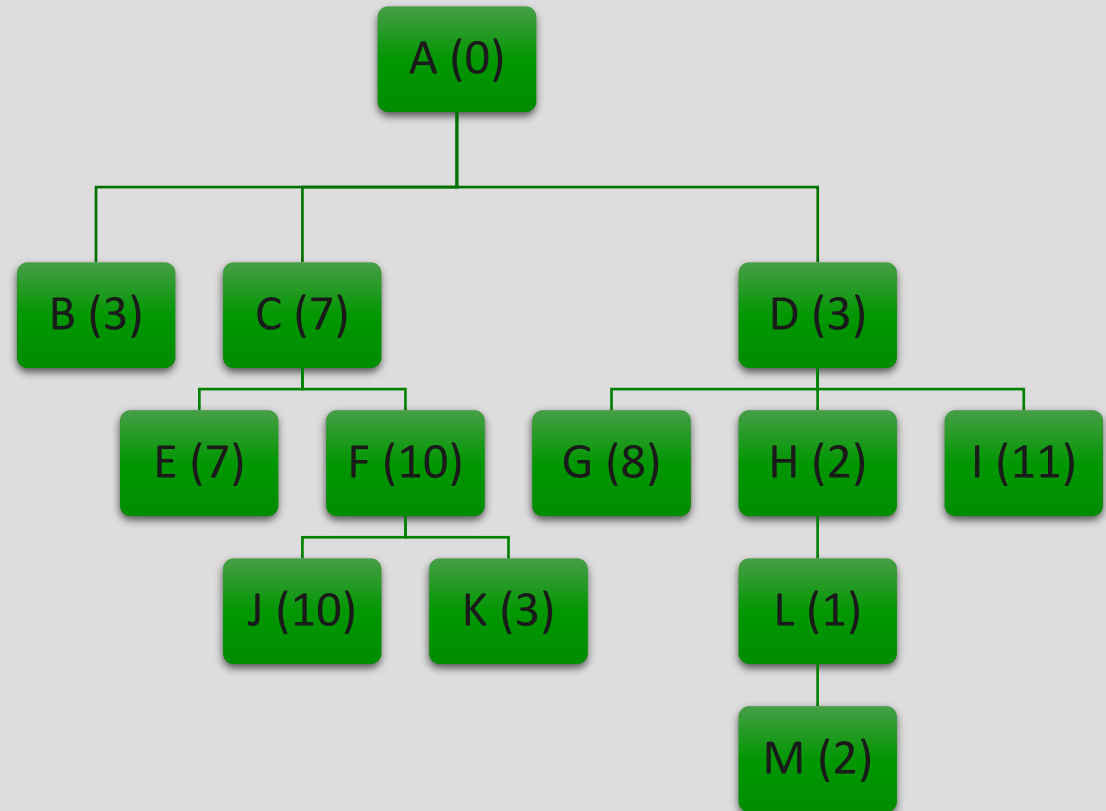 A (0)
B (3)
C (7)
D (3)
E (7)
F (10)
G (8)
H (2)
I (11)
J (10)
K (3)
L (1)
M (2)